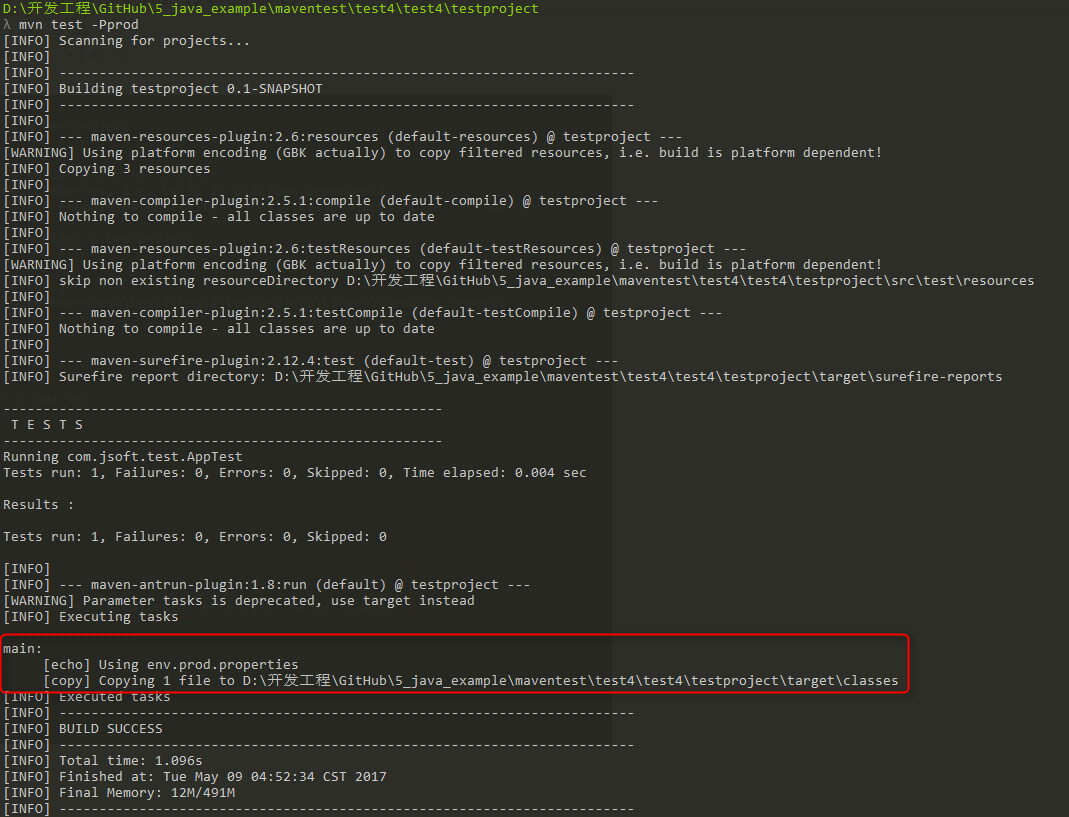 D:\开发工程\GitHub\5_java_example\maventest\test4\test4\testproject
λ mvn test -Pprod
[INFO] Scanning for projects...
[INFO]
[INFO] ------------------------------------------------------------------------
[INFO] Building testproject 0.1-SNAPSHOT
[INFO] ------------------------------------------------------------------------
[INFO]
[INFO] --- maven-resources-plugin:2.6:resources (default-resources) @ testproject ---
[WARNING] Using platform encoding (GBK actually) to copy filtered resources, i.e. build is platform dependent!
[INFO] Copying 3 resources
[INFO]
[INFO] --- maven-compiler-plugin:2.5.1:compile (default-compile) @ testproject ---
[INFO] Nothing to compile - all classes are up to date
[INFO]
[INFO] --- maven-resources-plugin:2.6:testResources (default-testResources) @ testproject ---
[WARNING] Using platform encoding (GBK actually) to copy filtered resources, i.e. build is platform dependent!
[INFO] skip non existing resourceDirectory D:\开发工程\GitHub\5_java_example\maventest\test4\test4\testproject\src\test\resources
[INFO]
[INFO] --- maven-compiler-plugin:2.5.1:testCompile (default-testCompile) @ testproject ---
[INFO] Nothing to compile - all classes are up to date
[INFO]
[INFO] --- maven-surefire-plugin:2.12.4:test (default-test) @ testproject ---
[INFO] Surefire report directory: D:\开发工程\GitHub\5_java_example\maventest\test4\test4\testproject\target\surefire-reports
-------------------------------------------------------
T E S T S
-------------------------------------------------------
Running com.jsoft.test.AppTest
Tests run: 1, Failures: 0, Errors: 0, Skipped: 0, Time elapsed: 0.004 sec
Results :
Tests run: 1, Failures: 0, Errors: 0, Skipped: 0
[INFO]
[INFO] --- maven-antrun-plugin:1.8:run (default) @ testproject ---
[WARNING] Parameter tasks is deprecated, use target instead
[INFO] Executing tasks
main:
[echo] Using env.prod.properties
[copy] Copying 1 file to D:\开发工程\GitHub\5_java_example\maventest\test4\test4\testproject\target\classes
[INFO] Executed tasks
[INFO] ------------------------------------------------------------------------
[INFO] BUILD SUCCESS
[INFO] ------------------------------------------------------------------------
[INFO] Total time: 1.096s
[INFO] Finished at: Tue May 09 04:52:34 CST 2017
[INFO] Final Memory: 12M/491M
[INFO] ------------------------------------------------------------------------